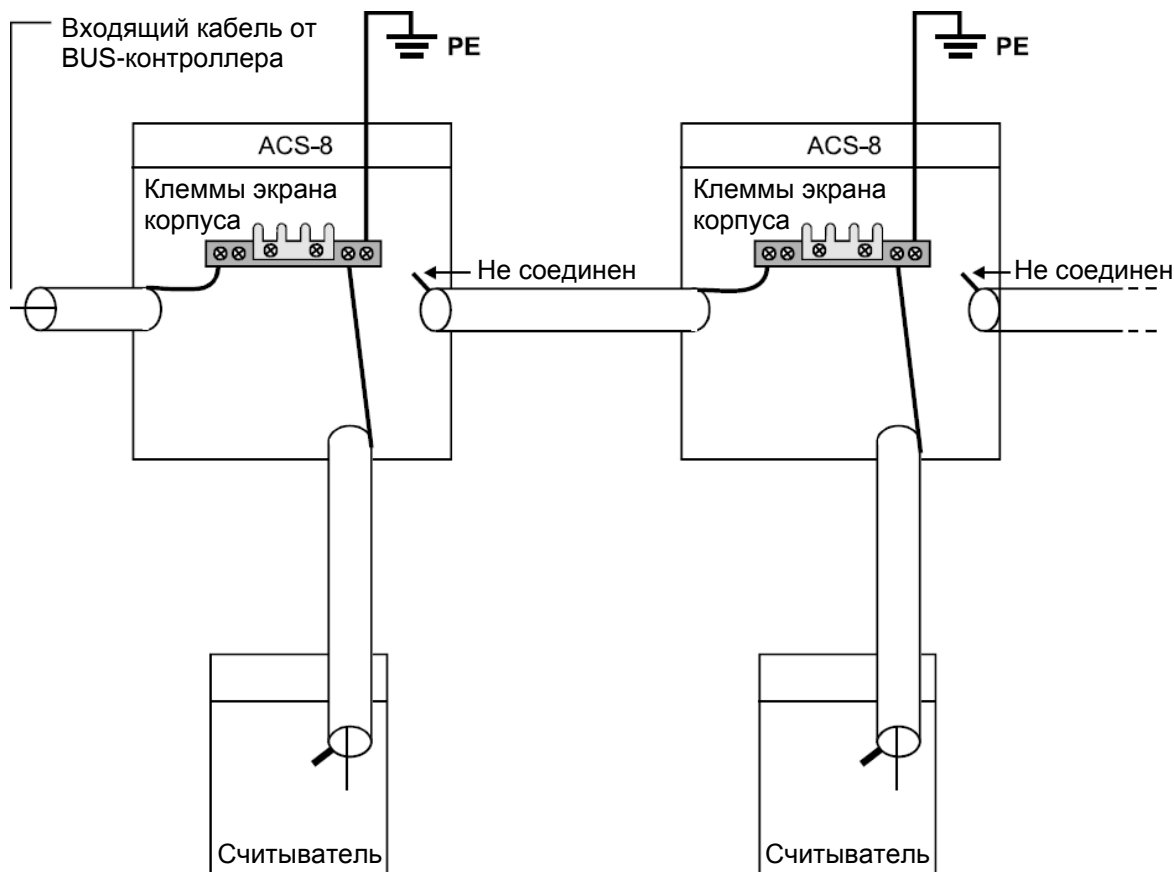 Входящий кабель от
BUS-контроллера
PE
PE
ACS-8
ACS-8
Клеммы экрана
корпуса
Клеммы экрана
корпуса
Не соединен
Не соединен
Считыватель
Считыватель